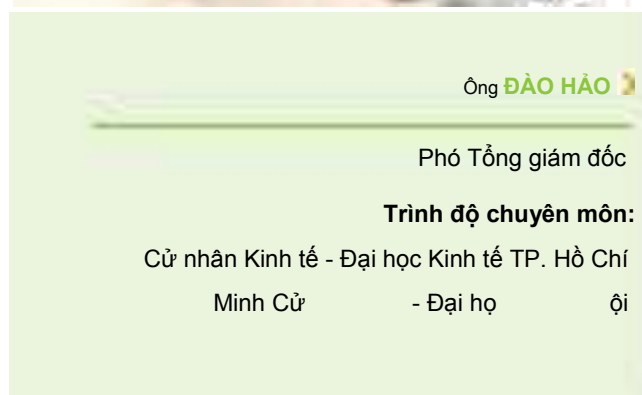 Ông ĐÀO HẢO
Phó Tổng giám đốc
Trình độ chuyên môn:
Cử nhân Kinh tế - Đại học Kinh tế TP. Hồ Chí
Minh Cử - Đại họ ội